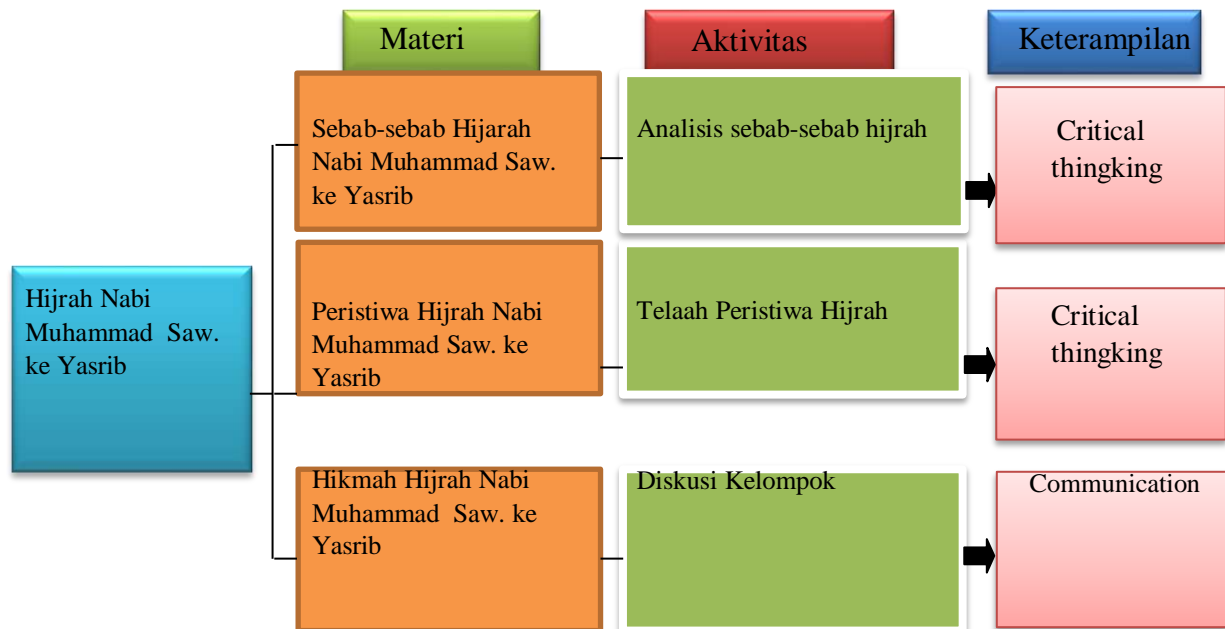 Materi
Aktivitas
Keterampilan
Hijrah Nabi
Muhammad Saw.
ke Yasrib
Sebab-sebab Hijarah
Nabi Muhammad Saw.
ke Yasrib
Analisis sebab-sebab hijrah
Critical
thingking
Peristiwa Hijrah Nabi
Muhammad Saw. ke
Yasrib
Telaah Peristiwa Hijrah
Critical
thingking
Hikmah Hijrah Nabi
Muhammad Saw. ke
Yasrib
Diskusi Kelompok
Communication